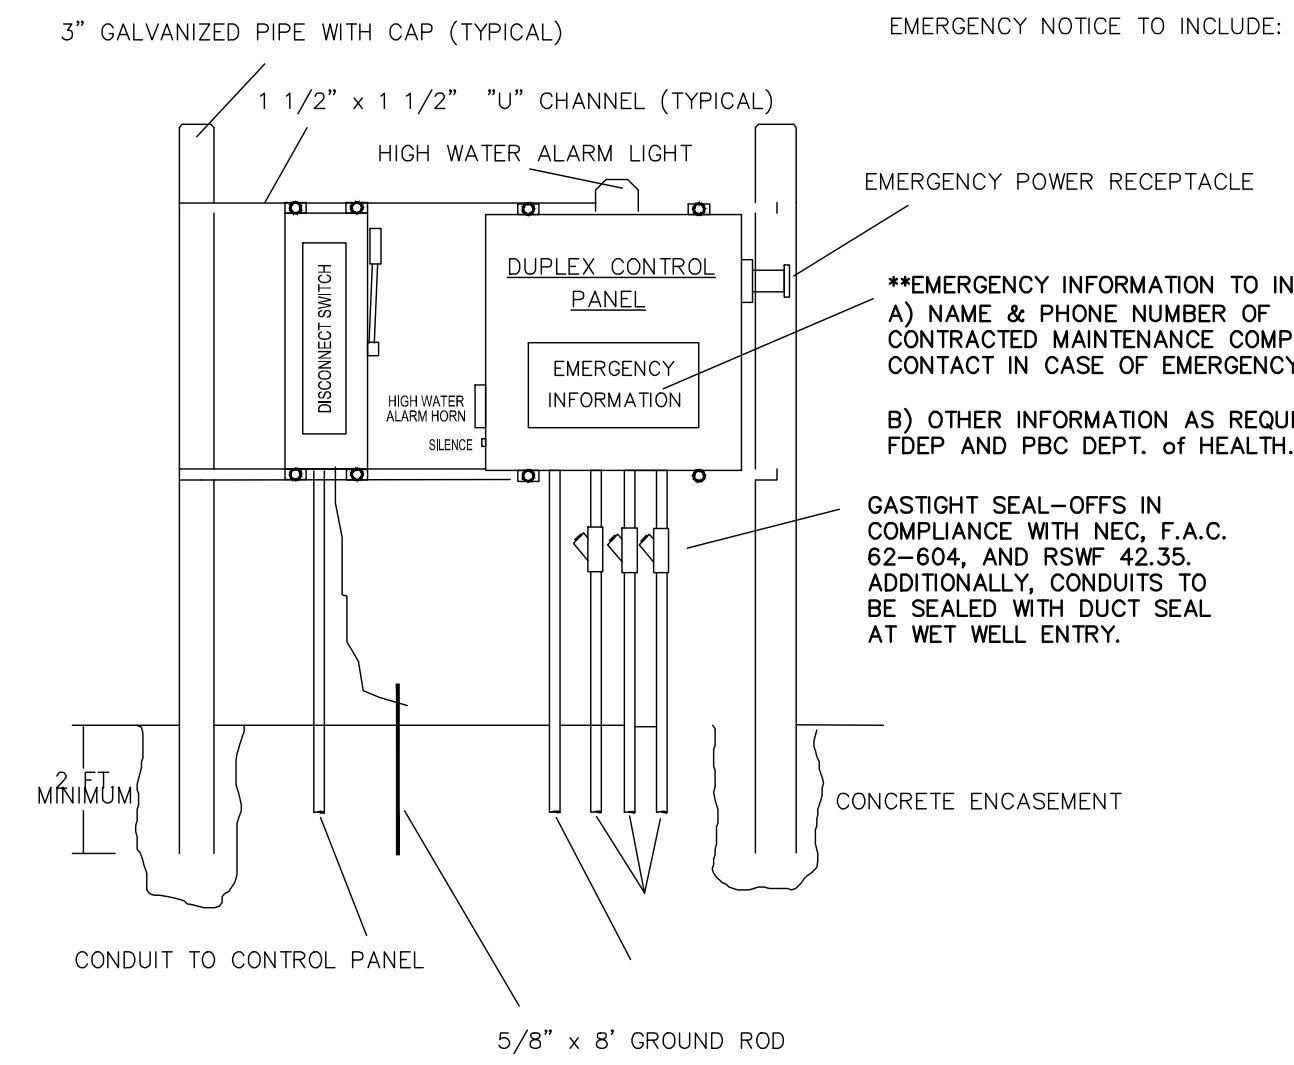 3" GALVANIZED PIPE WITH CAP (TYPICAL)
EMERGENCY NOTICE TO INCLUDE:
1 1/2" x 1 1/2" "U" CHANNEL (TYPICAL)
HIGH WATER ALARM LIGHT
EMERGENCY POWER RECEPTACLE
DUPLEX CONTROL
PANEL
DISCONNECT SWITCH
**EMERGENCY INFORMATION TO IN
A) NAME & PHONE NUMBER OF
CONTRACTED MAINTENANCE COMP
CONTACT IN CASE OF EMERGENCY
EMERGENCY
INFORMATION
HIGH WATER
ALARM HORN
SILENCE
B) OTHER INFORMATION AS REQUI
FDEP AND PBC DEPT. of HEALTH.
GASTIGHT SEAL-OFFS IN
COMPLIANCE WITH NEC, F.A.C.
62-604, AND RSWF 42.35.
ADDITIONALLY, CONDUITS TO
BE SEALED WITH DUCT SEAL
AT WET WELL ENTRY.
2 FT
MINIMUM
CONCRETE ENCASEMENT
CONDUIT TO CONTROL PANEL
5/8" x 8' GROUND ROD